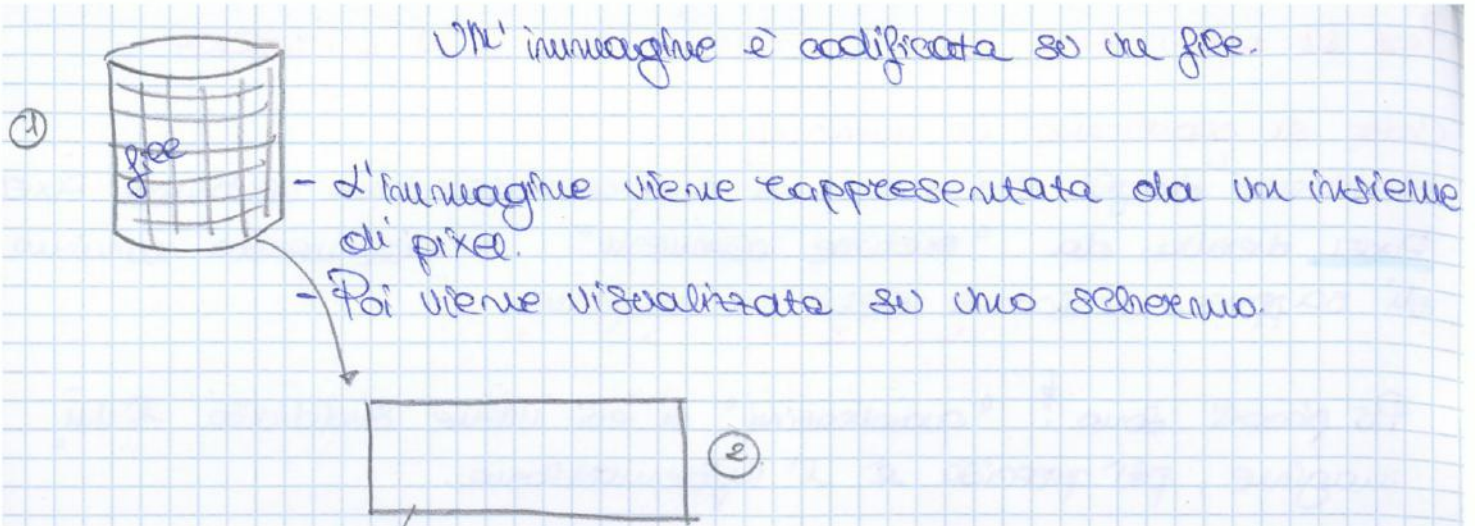 Un' immagine è codificata su un file.
①
file
- L'immagine viene rappresentata da un insieme
di pixel.
- Poi viene visualizzata su uno schermo.
②